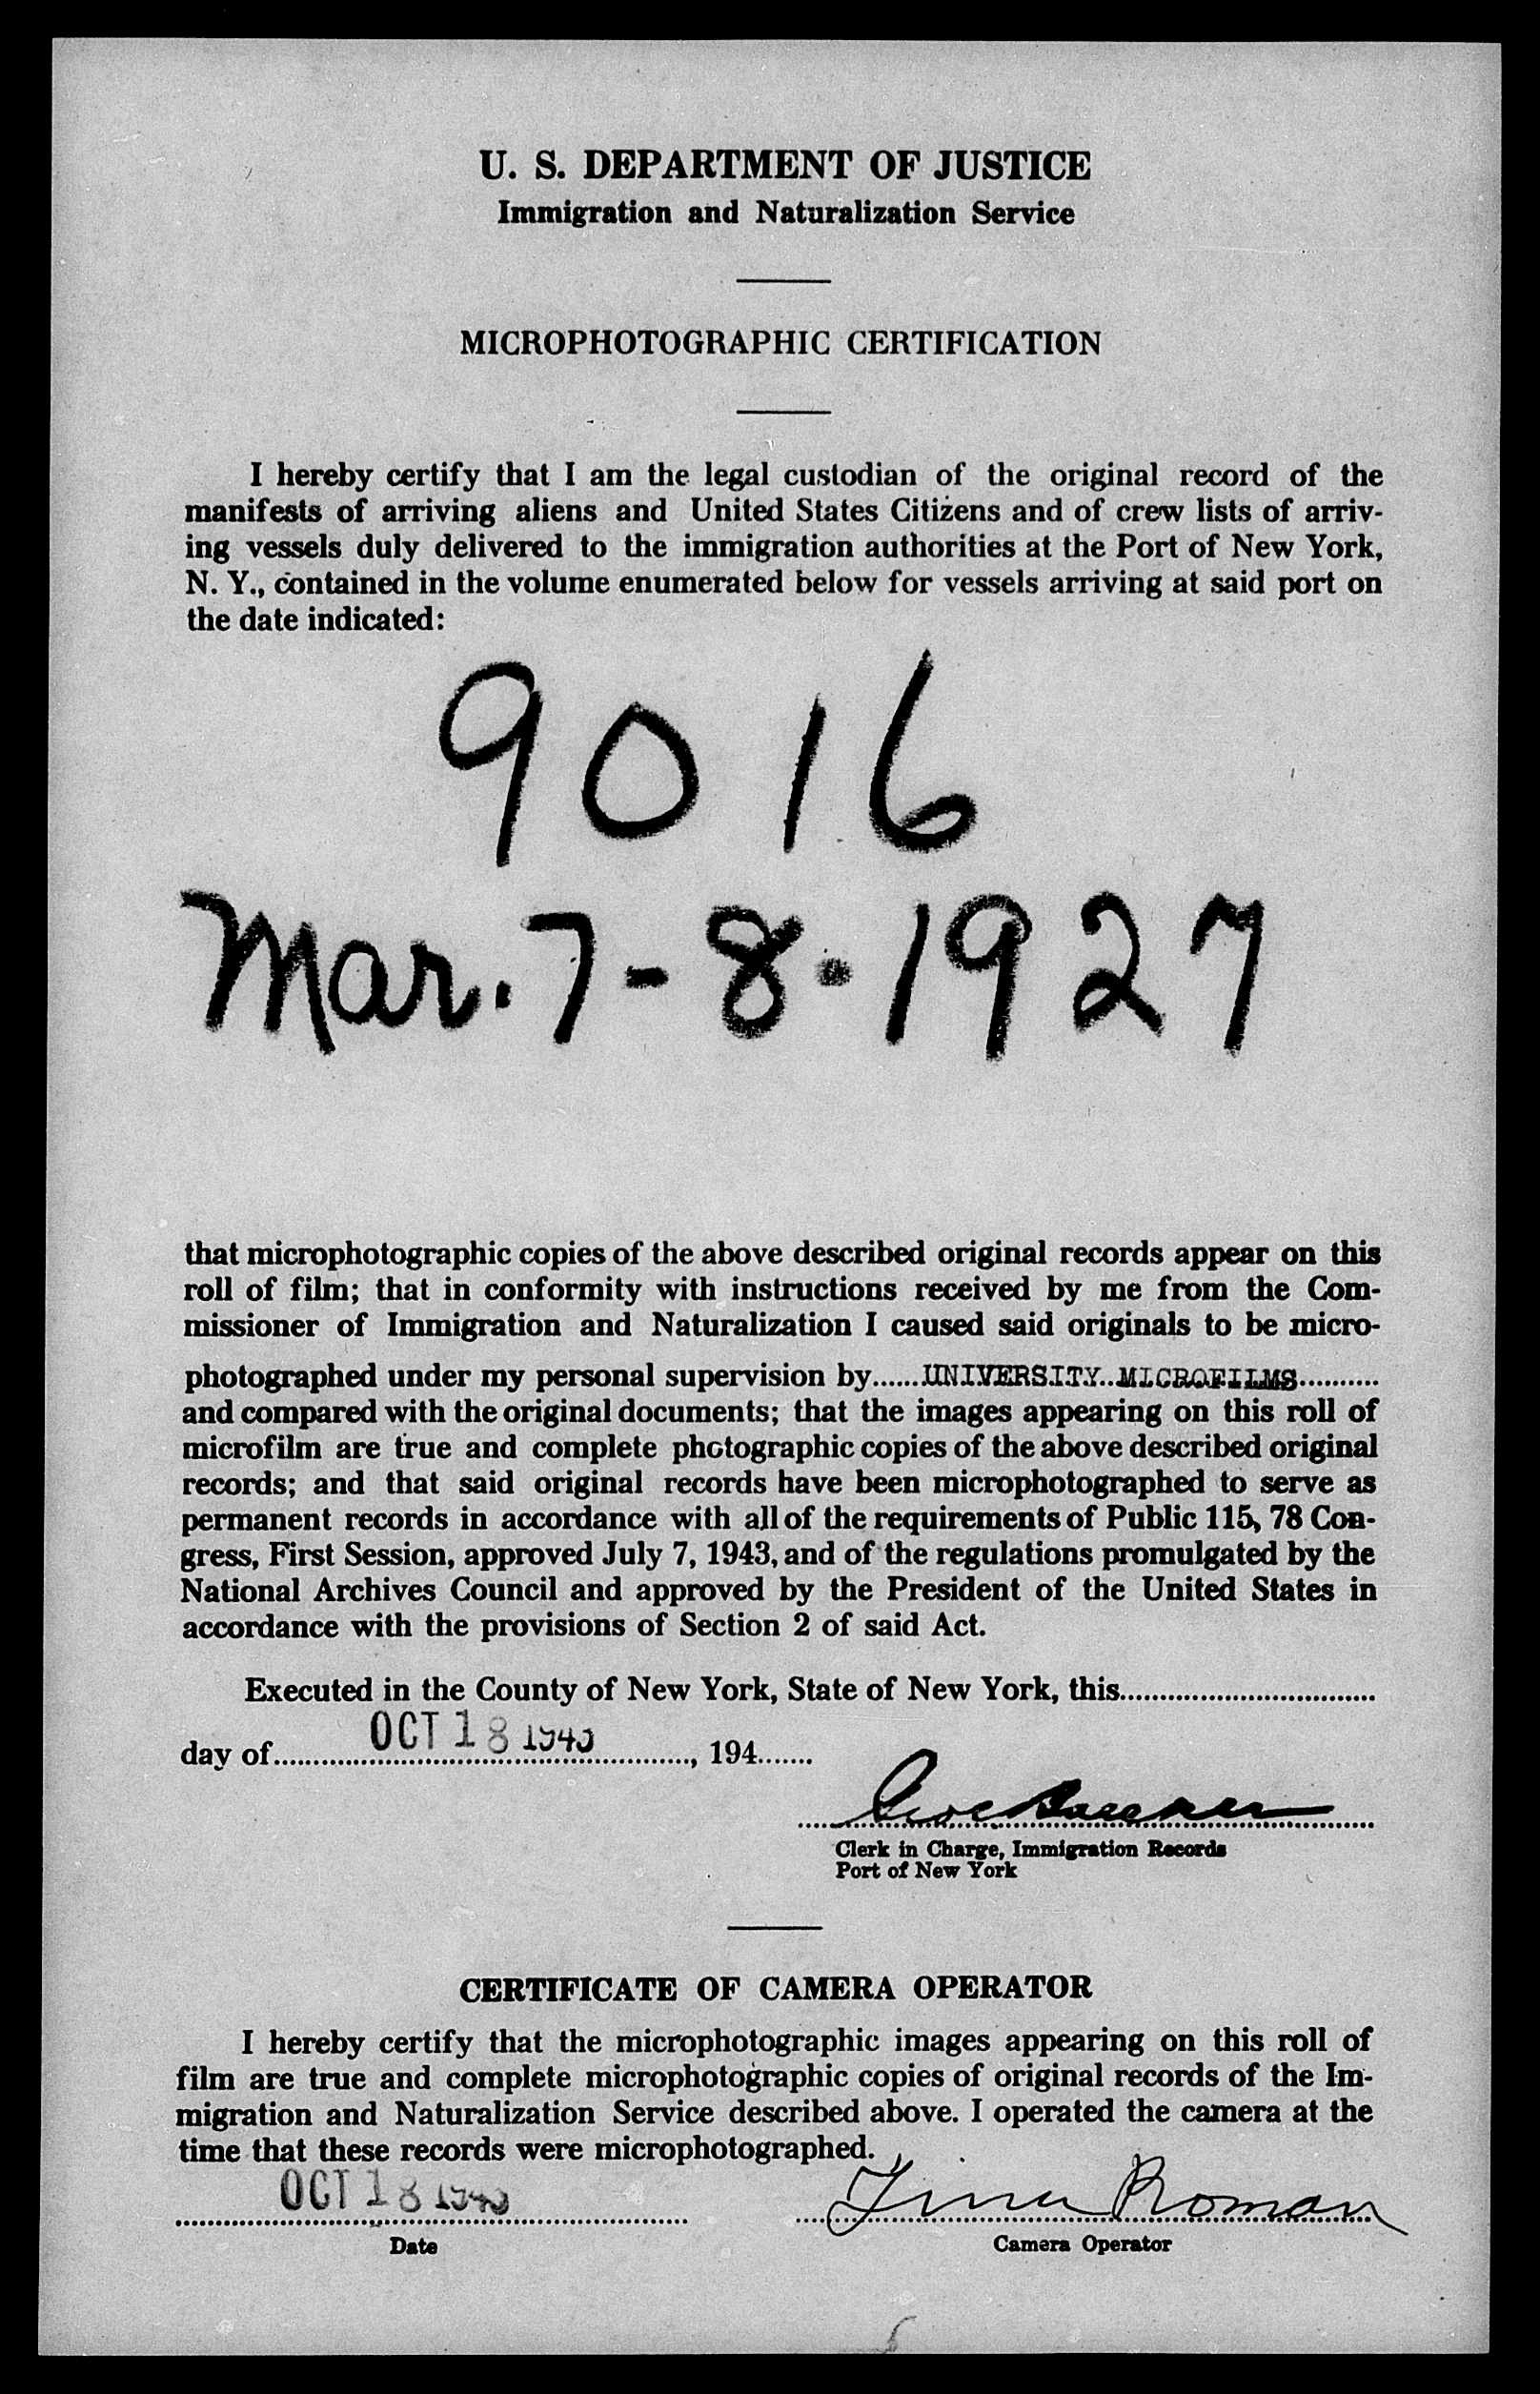 U. S. DEPARTMENT OF JUSTICE
Immigration and Naturalization Service
MICROPHOTOGRAPHIC CERTIFICATION
I hereby certify that I am the legal custodian of the original record of the
manifests of arriving aliens and United States Citizens and of crew lists of arriv-
ing vessels duly delivered to the immigration authorities at the Port of New York,
N. Y., contained in the volume enumerated below for vessels arriving at said port on
the date indicated:
9016
Mar. 7-8-1927
that microphotographic copies of the above described original records appear on this
roll of film; that in conformity with instructions received by me from the Com-
missioner of Immigration and Naturalization I caused said originals to be micro-
photographed under my personal supervision by......UNIVERSITY..MICROFILMS..........
and compared with the original documents; that the images appearing on this roll of
microfilm are true and complete photographic copies of the above described original
records; and that said original records have been microphotographed to serve as
permanent records in accordance with all of the requirements of Public 115, 78 Con-
gress, First Session, approved July 7, 1943, and of the regulations promulgated by the
National Archives Council and approved by the President of the United States in
accordance with the provisions of Section 2 of said Act.
Executed in the County of New York, State of New York, this................................
day of............OCT 18............, 194.......
Clerk in Charge, Immigration Records
Port of New York
CERTIFICATE OF CAMERA OPERATOR
I hereby certify that the microphotographic images appearing on this roll of
film are true and complete microphotographic copies of original records of the Im-
migration and Naturalization Service described above. I operated the camera at the
time that these records were microphotographed.
OCT 18 Roman
Date Camera Operator